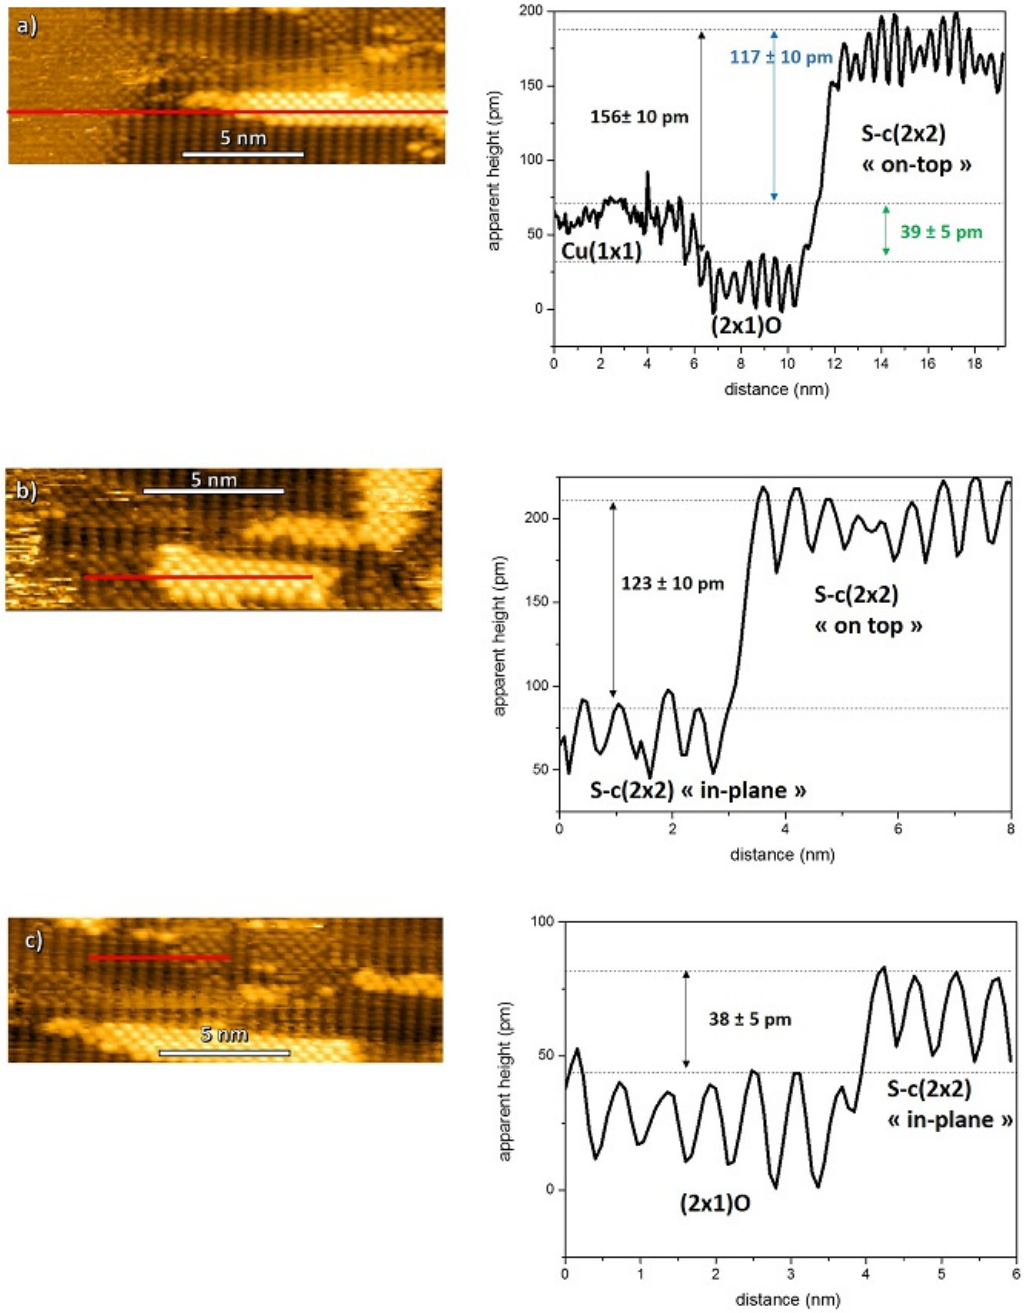 a)
5 nm
200
150
100
50
0
apparent height (pm)
117 ± 10 pm
156± 10 pm
S-c(2x2)
« on-top »
39 ± 5 pm
Cu(1x1)
(2x1)O
0 2 4 6 8 10 12 14 16 18
distance (nm)
b)
5 nm
200
150
100
50
apparent height (pm)
123 ± 10 pm
S-c(2x2)
« on top »
S-c(2x2) « in-plane »
0 2 4 6 8
distance (nm)
c)
5 nm
100
50
0
apparent height (pm)
38 ± 5 pm
S-c(2x2)
« in-plane »
(2x1)O
0 1 2 3 4 5 6
distance (nm)